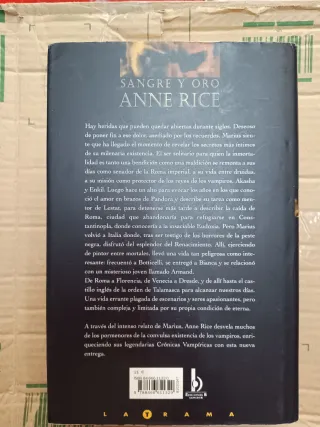 SANGRE Y ORO
ANNE RICE
Hay heridas que pueden quedar abiertas durante siglos. Deseoso
de poner fin a ese dolor, asediado por los recuerdos, Marius sien-
te que ha llegado el momento de revelar los secretos más íntimos
de su milenaria existencia. El ser solitario para quien la inmorta-
lidad es tanto una bendición como una maldición se remonta a sus
días como senador de la Roma imperial, a su vida entre druidas,
a su misión como protector de los reyes de los vampiros, Akasha
y Enkil. Luego hace un alto para evocar los años en los que cono-
ció el amor en brazos de Pandora y describe su tarea como men-
tor de Lestat, para detenerse más tarde a describir la caída de
Roma, ciudad que abandonaría para refugiarse en Cons-
tantinopla, donde conocería a la insaciable Eudoxia. Pero Marius
volvió a Italia donde, tras ser testigo de los horrores de la peste
negra, disfrutó del esplendor del Renacimiento. Allí, ejerciendo
de pintor entre mortales, llevó una vida tan peligrosa como inte-
resante: frecuentó a Botticelli, se entregó a Bianca y se relacionó
con un misterioso joven llamado Armand.
De Roma a Florencia, de Venecia a Dresde, y de allí hasta el cas-
tillo inglés de la orden de Talamasca para alcanzar nuestros días.
Una vida errante plagada de escenarios y seres apasionantes, pero
también compleja y limitada por su propia condición de eterna.
A través del intenso relato de Marius, Anne Rice desvela muchos
de los pormenores de la convulsa existencia de los vampiros, enri-
queciendo sus legendarias Crónicas Vampíricas con esta nueva
entrega.
LA TRAMA